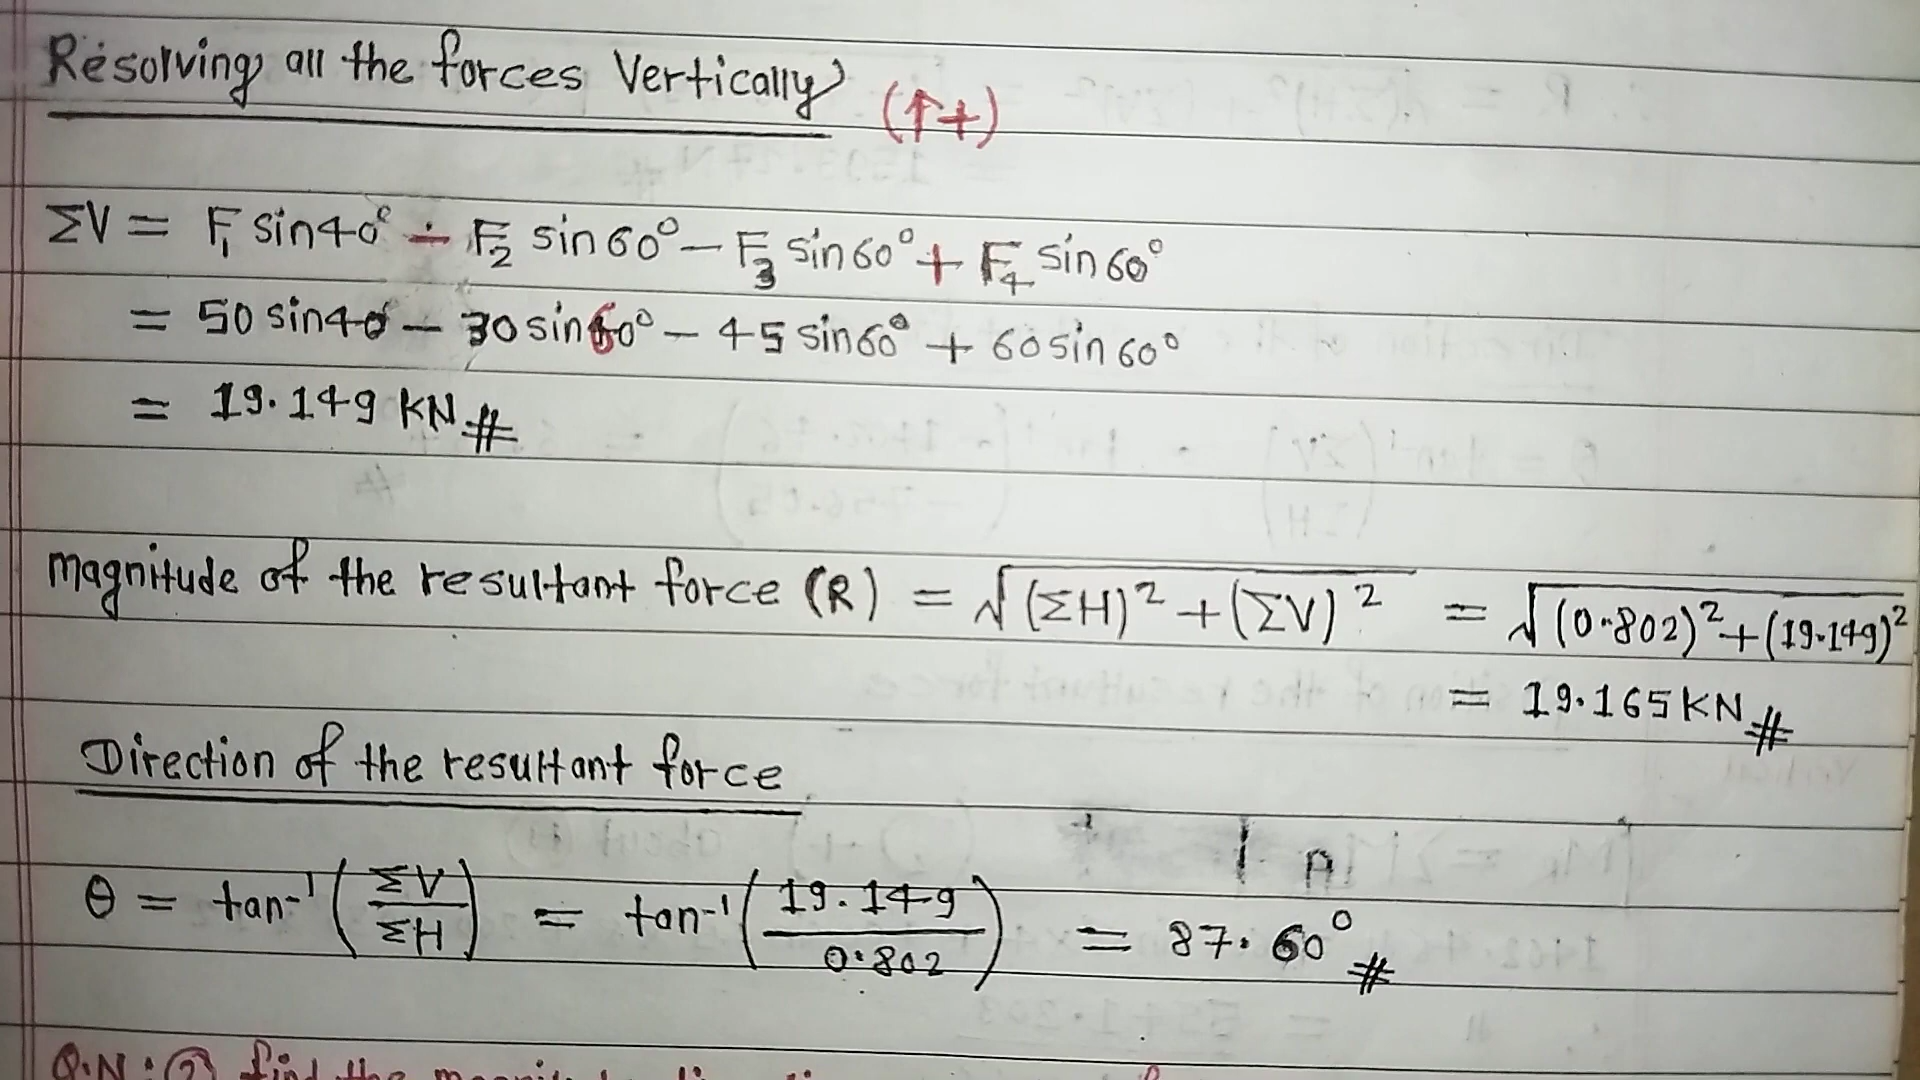 Resolving all the forces Vertically (↑+)
ΣV = F₁ sin40° - F₂ sin60° - F₃ sin60° + F₄ sin60°
= 50 sin40 - 30 sin60° - 45 sin60° + 60 sin60°
= 19.149 KN #
magnitude of the resultant force (R) = √(ΣH)² + (ΣV)² = √(0.802)² + (19.149)²
= 19.165 KN #
Direction of the resultant force
A
θ = tan⁻¹(ΣV/ΣH) = tan⁻¹(19.149/0.802) = 87.60° #
Q.N: ② find the